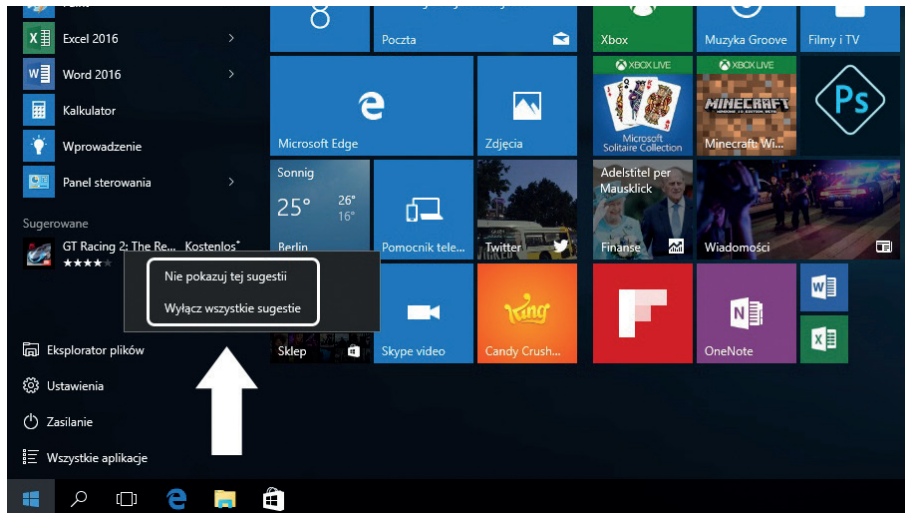 Excel 2016
Word 2016
Kalkulator
Wprowadzenie
Panel sterowania
Sugerowane
GT Racing 2: The Re... Kostenlos*
Nie pokazuj tej sugestii
Wyłącz wszystkie sugestie
Eksplorator plików
Ustawienia
Zasilanie
Wszystkie aplikacje
Poczta
Microsoft Edge
Zdjęcia
Sonnig
25° 26°
16°
Berlin
Pomocnik tele...
Twitter
Sklep
Skype video
King
Candy Crush...
Xbox
Muzyka Groove
Filmy i TV
XBOX LIVE
Microsoft
Solitaire Collection
XBOX LIVE
MINECRAFT
Minecraft: Wi...
Ps
Adelstitel per
Mausklick
Finanse
Wiadomości
OneNote